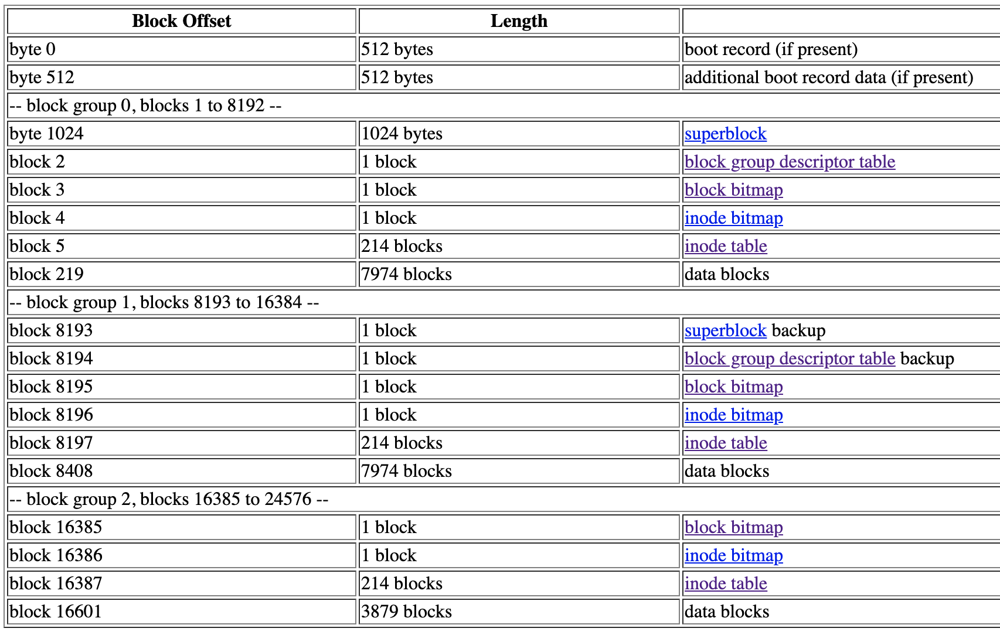 Block Offset Length
byte 0 512 bytes boot record (if present)
byte 512 512 bytes additional boot record data (if present)
-- block group 0, blocks 1 to 8192 --
byte 1024 1024 bytes superblock
block 2 1 block block group descriptor table
block 3 1 block block bitmap
block 4 1 block inode bitmap
block 5 214 blocks inode table
block 219 7974 blocks data blocks
-- block group 1, blocks 8193 to 16384 --
block 8193 1 block superblock backup
block 8194 1 block block group descriptor table backup
block 8195 1 block block bitmap
block 8196 1 block inode bitmap
block 8197 214 blocks inode table
block 8408 7974 blocks data blocks
-- block group 2, blocks 16385 to 24576 --
block 16385 1 block block bitmap
block 16386 1 block inode bitmap
block 16387 214 blocks inode table
block 16601 3879 blocks data blocks